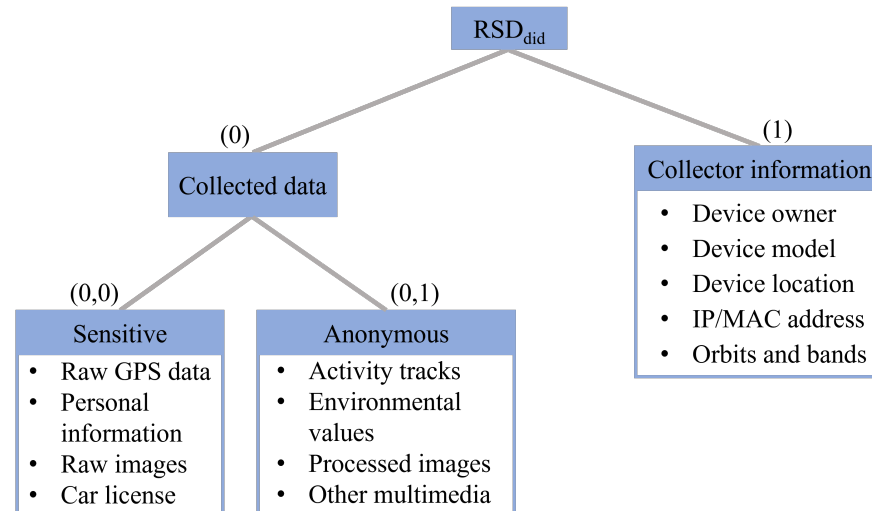 RSDdid
(0)
(1)
Collected data
Collector information
• Device owner
• Device model
• Device location
• IP/MAC address
• Orbits and bands
(0,0)
(0,1)
Sensitive
• Raw GPS data
• Personal
information
• Raw images
• Car license
Anonymous
• Activity tracks
• Environmental
values
• Processed images
• Other multimedia